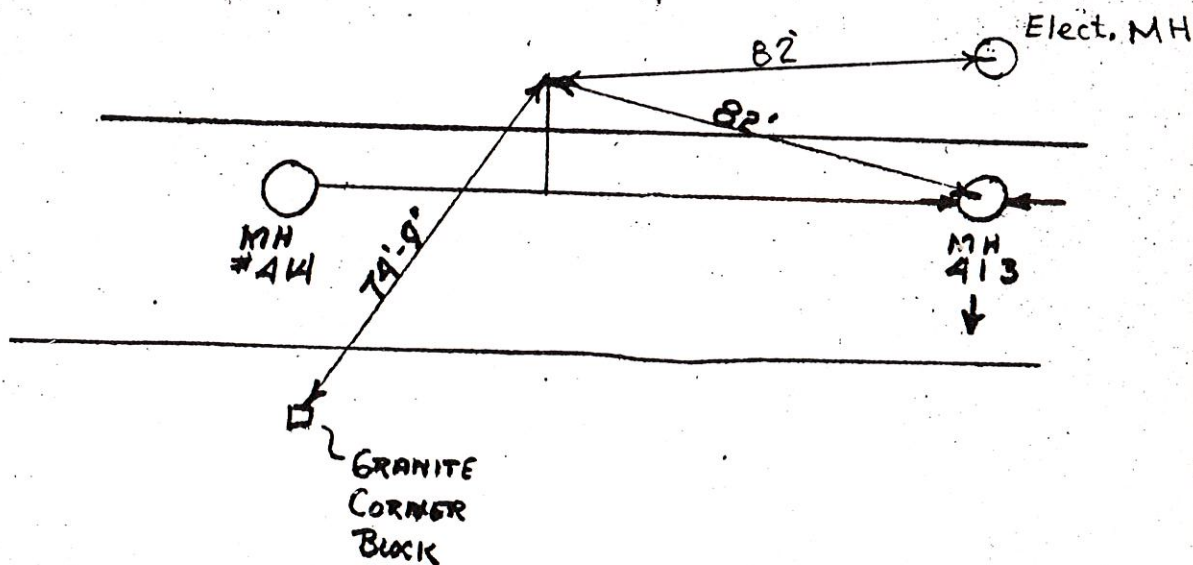 Elect. MH
82'
82'
MH
#414
74'-9"
MH
413
GRANITE
CORNER
BLOCK